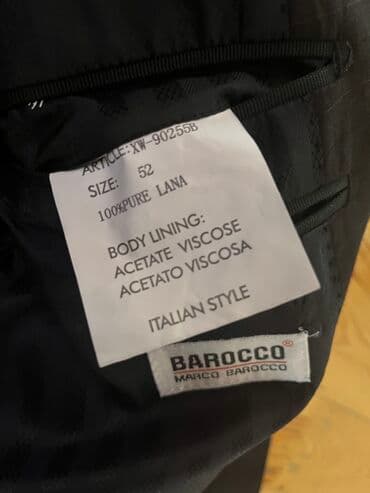 ARTICLE:XW-90255B
SIZE: 52
100%PURE LANA
BODY LINING:
ACETATE VISCOSE
ACETATO VISCOSA
ITALIAN STYLE
BAROCCO®
MARCO BAROCCO